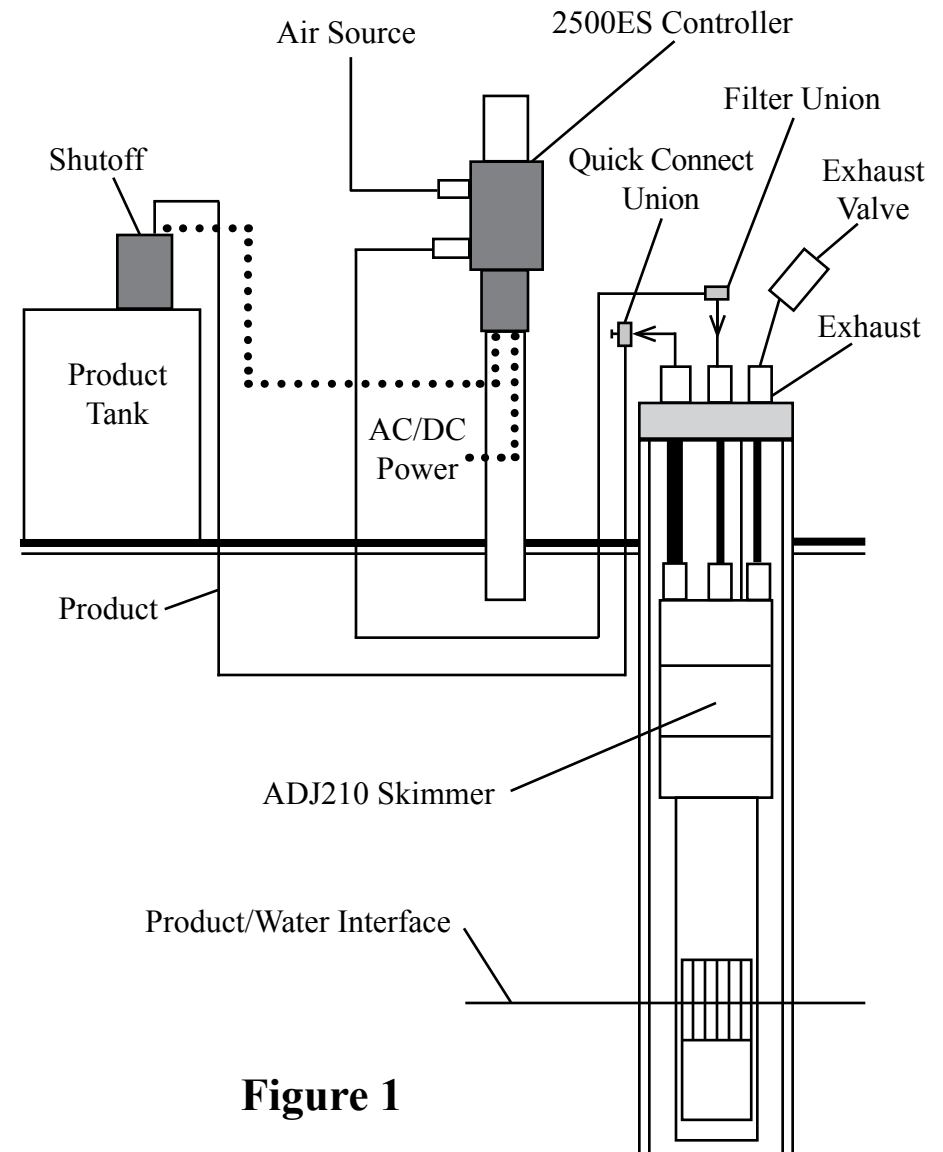 2500ES Controller
Air Source
Filter Union
Shutoff
Quick Connect
Union
Exhaust
Valve
Exhaust
Product
Tank
AC/DC
Power
Product
ADJ210 Skimmer
Product/Water Interface
Figure 1